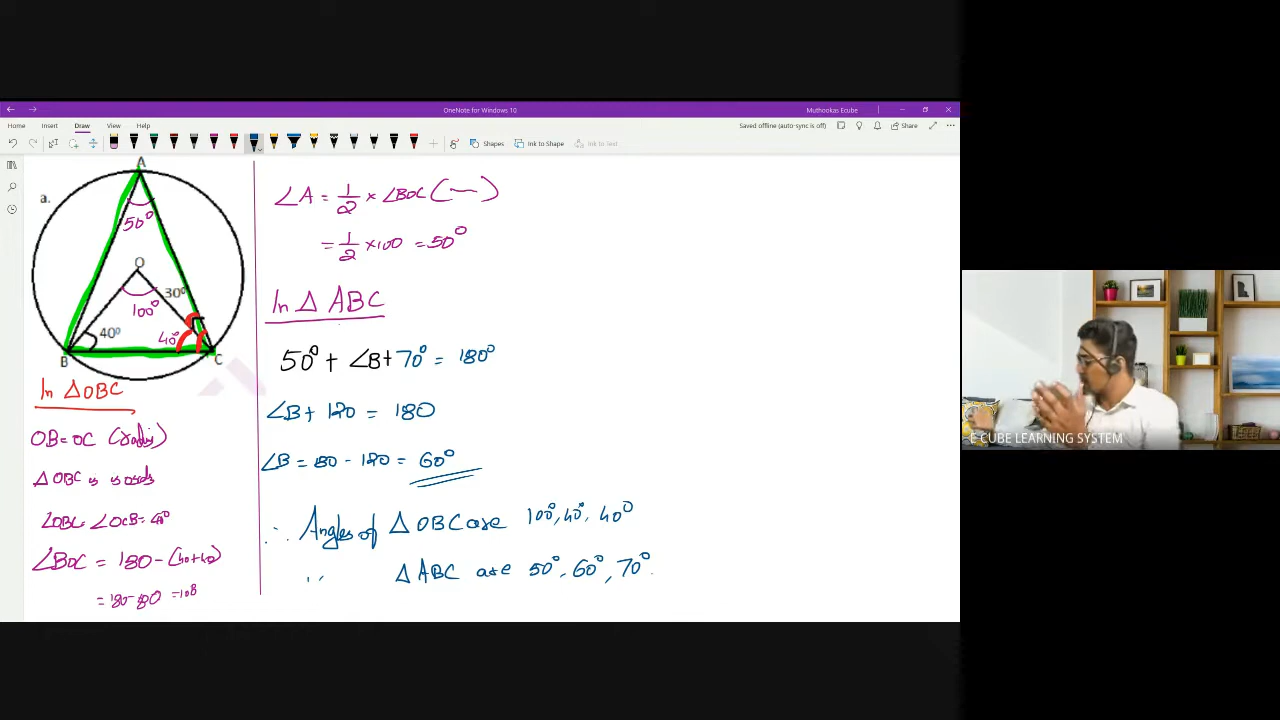 OneNote for Windows 10
Muthookas Ecube
Home Insert Draw View Help
Saved offline (auto-sync is off)
Share
Shapes
Ink to Shape
Ink to Text
a.
A
50°
O
30°
100°
40°
40°
B
C
In △OBC
OB = OC (radii)
△OBC is isosceles
∠OBC = ∠OCB = 40°
∠BOC = 180 - (40+40)
= 180-80 = 100
∠A = 1/2 × ∠BOC ( )
= 1/2 × 100 = 50°
In △ ABC
50° + ∠B + 70° = 180°
∠B + 120 = 180
∠B = 180 - 120 = 60°
∴ Angles of △ OBC are 100°, 40°, 40°
△ ABC are 50°, 60°, 70°
E CUBE LEARNING SYSTEM